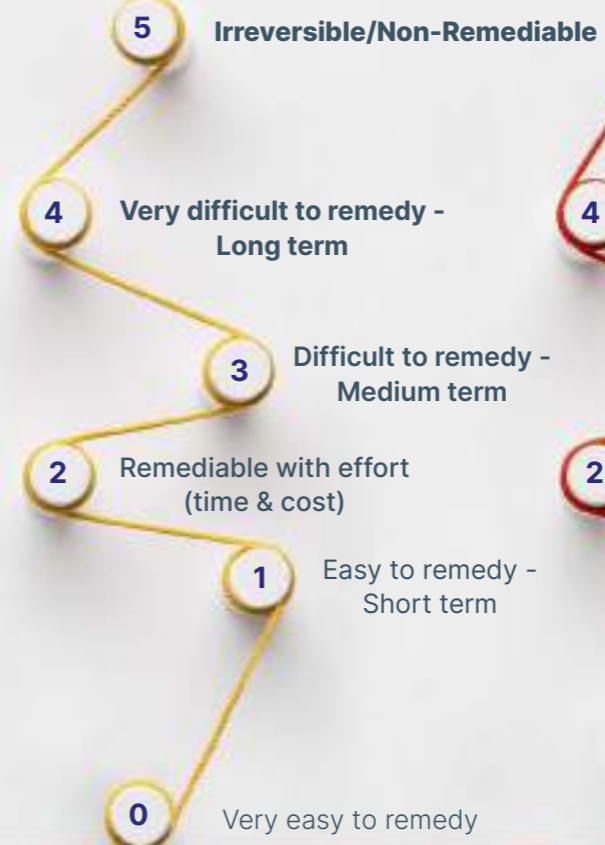 5 Irreversible/Non-Remediable
4 Very difficult to remedy -
Long term
4
3 Difficult to remedy -
Medium term
2 Remediable with effort
(time & cost)
2
1 Easy to remedy -
Short term
0 Very easy to remedy